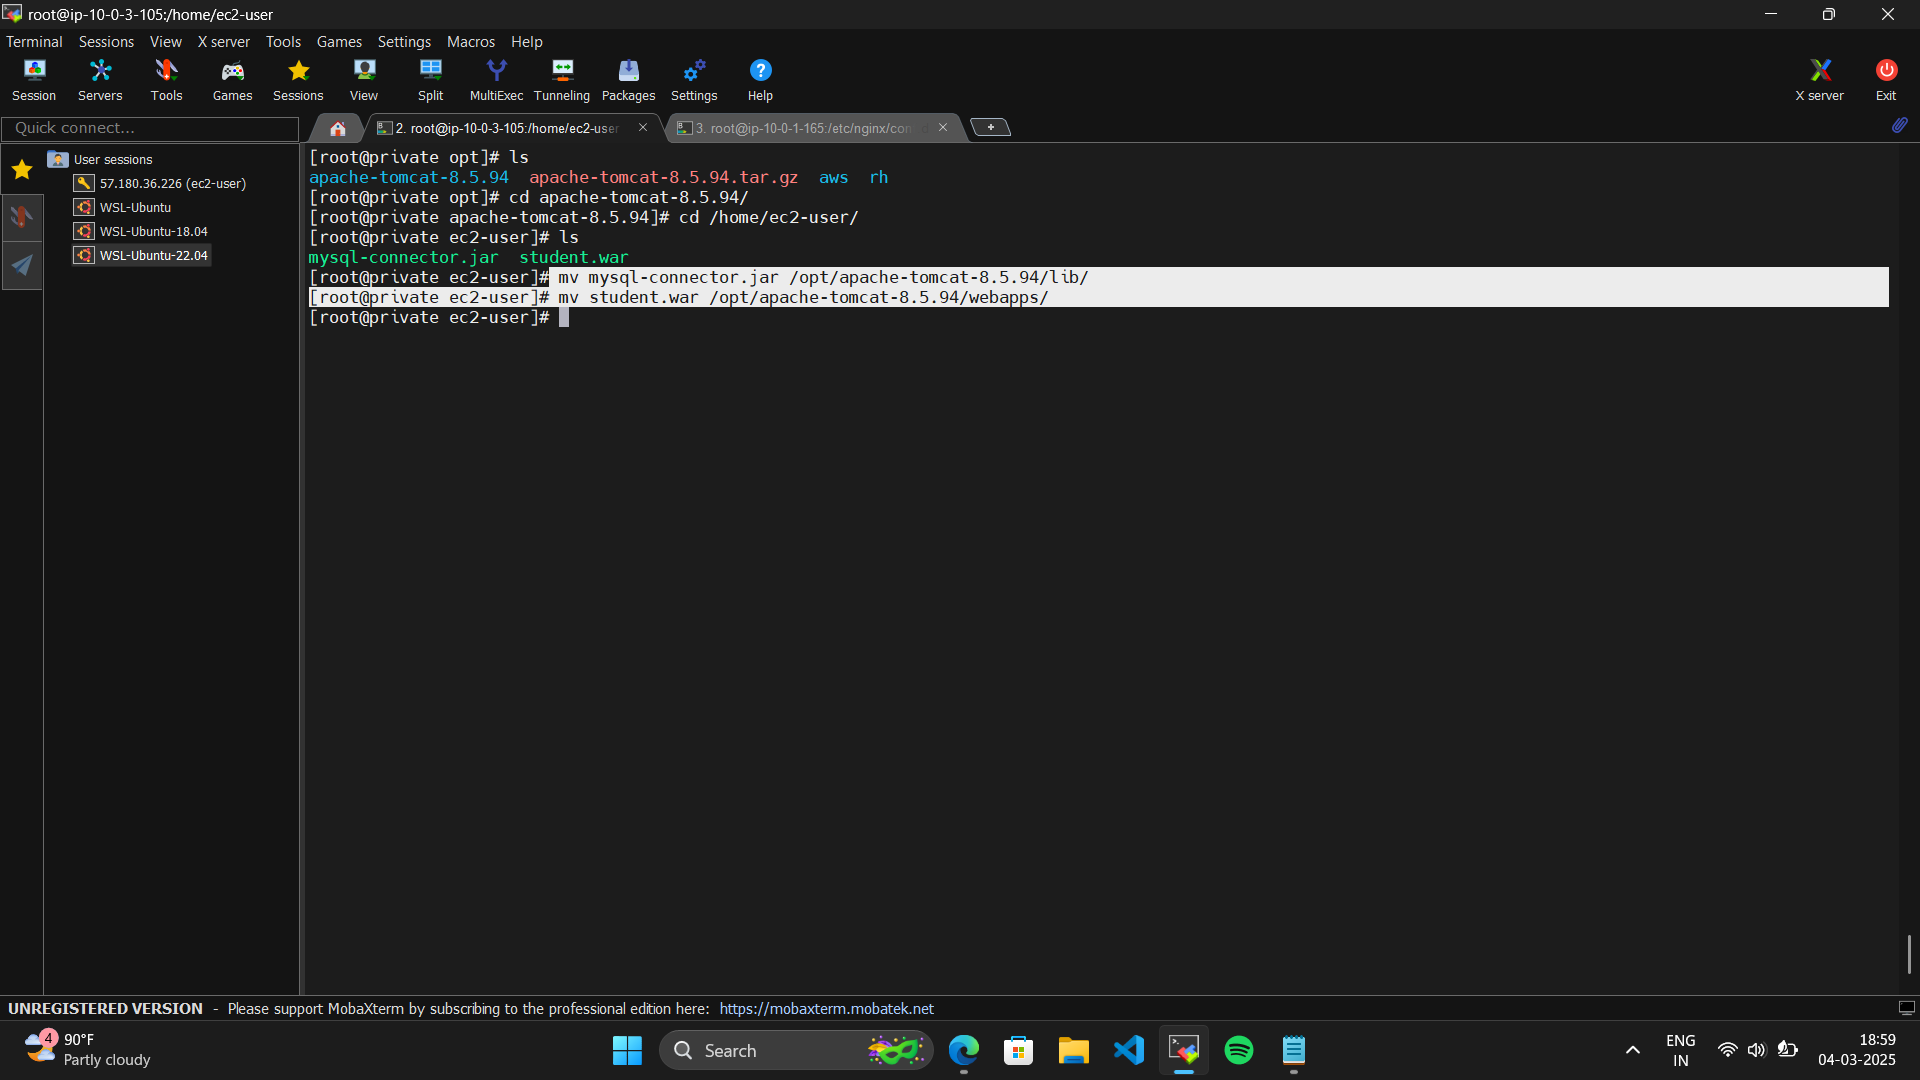 root@ip-10-0-3-105:/home/ec2-user
Terminal Sessions View X server Tools Games Settings Macros Help
Session Servers Tools Games Sessions View Split MultiExec Tunneling Packages Settings Help X server Exit
Quick connect...
2. root@ip-10-0-3-105:/home/ec2-user
3. root@ip-10-0-1-165:/etc/nginx/con
User sessions
57.180.36.226 (ec2-user)
WSL-Ubuntu
WSL-Ubuntu-18.04
WSL-Ubuntu-22.04
[root@private opt]# ls
apache-tomcat-8.5.94 apache-tomcat-8.5.94.tar.gz aws rh
[root@private opt]# cd apache-tomcat-8.5.94/
[root@private apache-tomcat-8.5.94]# cd /home/ec2-user/
[root@private ec2-user]# ls
mysql-connector.jar student.war
[root@private ec2-user]# mv mysql-connector.jar /opt/apache-tomcat-8.5.94/lib/
[root@private ec2-user]# mv student.war /opt/apache-tomcat-8.5.94/webapps/
[root@private ec2-user]#
UNREGISTERED VERSION - Please support MobaXterm by subscribing to the professional edition here: https://mobaxterm.mobatek.net
4
90°F
Partly cloudy
Search
ENG
IN
18:59
04-03-2025